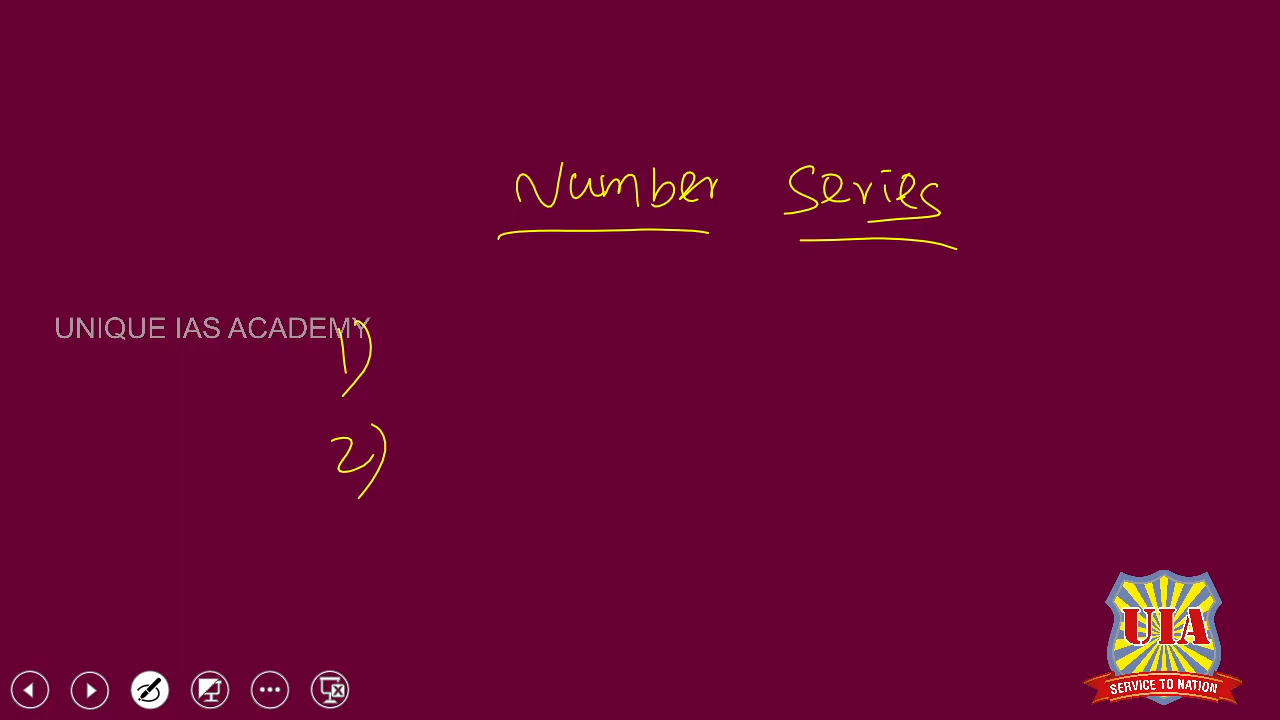 Number Series
UNIQUE IAS ACADEMY
1)
2)
UIA
SERVICE TO NATION